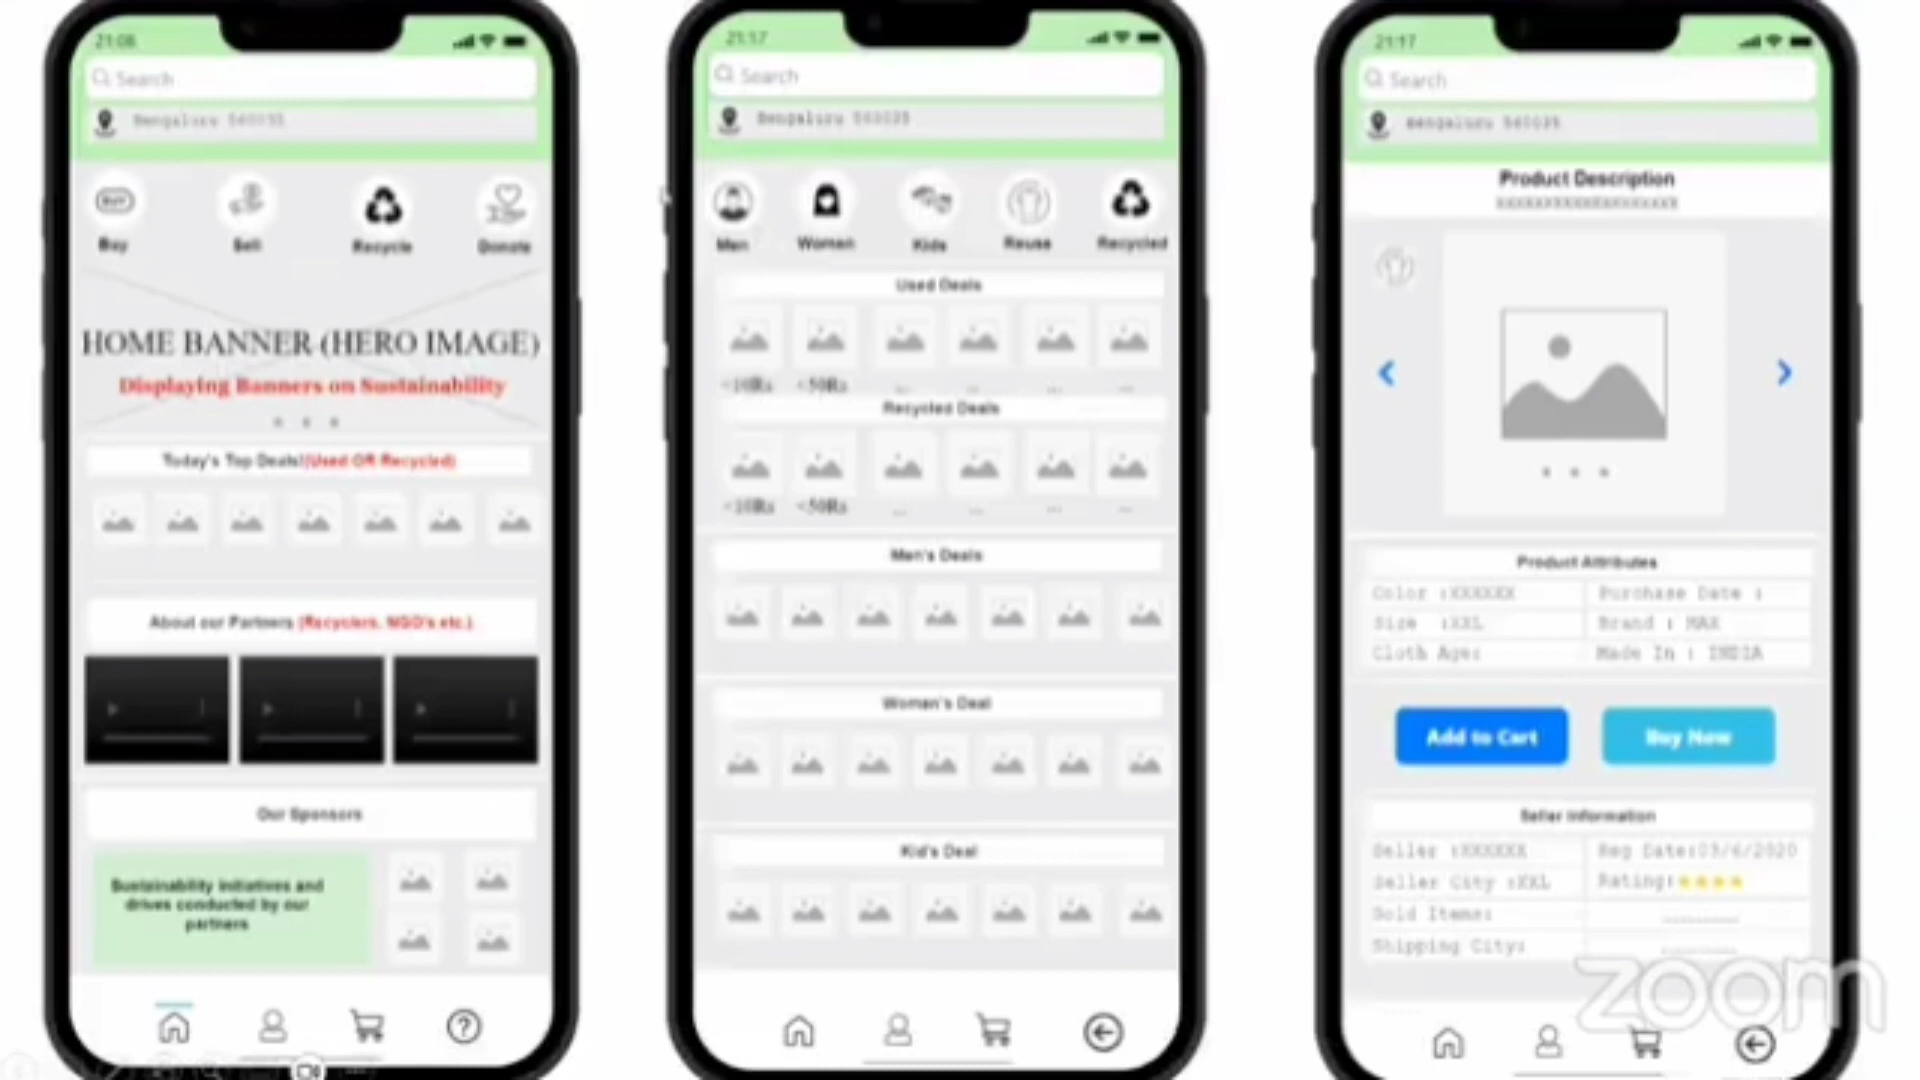 21:08
Search
Bengaluru 560035
Buy
Sell
Recycle
Donate
HOME BANNER (HERO IMAGE)
Displaying Banners on Sustainability
Today's Top Deals!(Used OR Recycled)
About our Partners (Recyclers, NGO's etc.)
Our Sponsors
Sustainability initiatives and
drives conducted by our
partners
21:17
Search
Bengaluru 560035
Men
Women
Kids
Reuse
Recycled
Used Deals
<10Rs <50Rs ... ... ... ...
Recycled Deals
<10Rs <50Rs ... ... ... ...
Men's Deals
Woman's Deal
Kid's Deal
21:17
Search
Bengaluru 560035
Product Description
Product Attributes
Color :XXXXXX Purchase Date :
Size :XXL Brand : MAX
Cloth Age: Made In : INDIA
Add to Cart
Buy Now
Seller Information
Seller :XXXXXX Reg Date:03/6/2020
Seller City :XXL Rating:
Sold Items:
Shipping City:
zoom